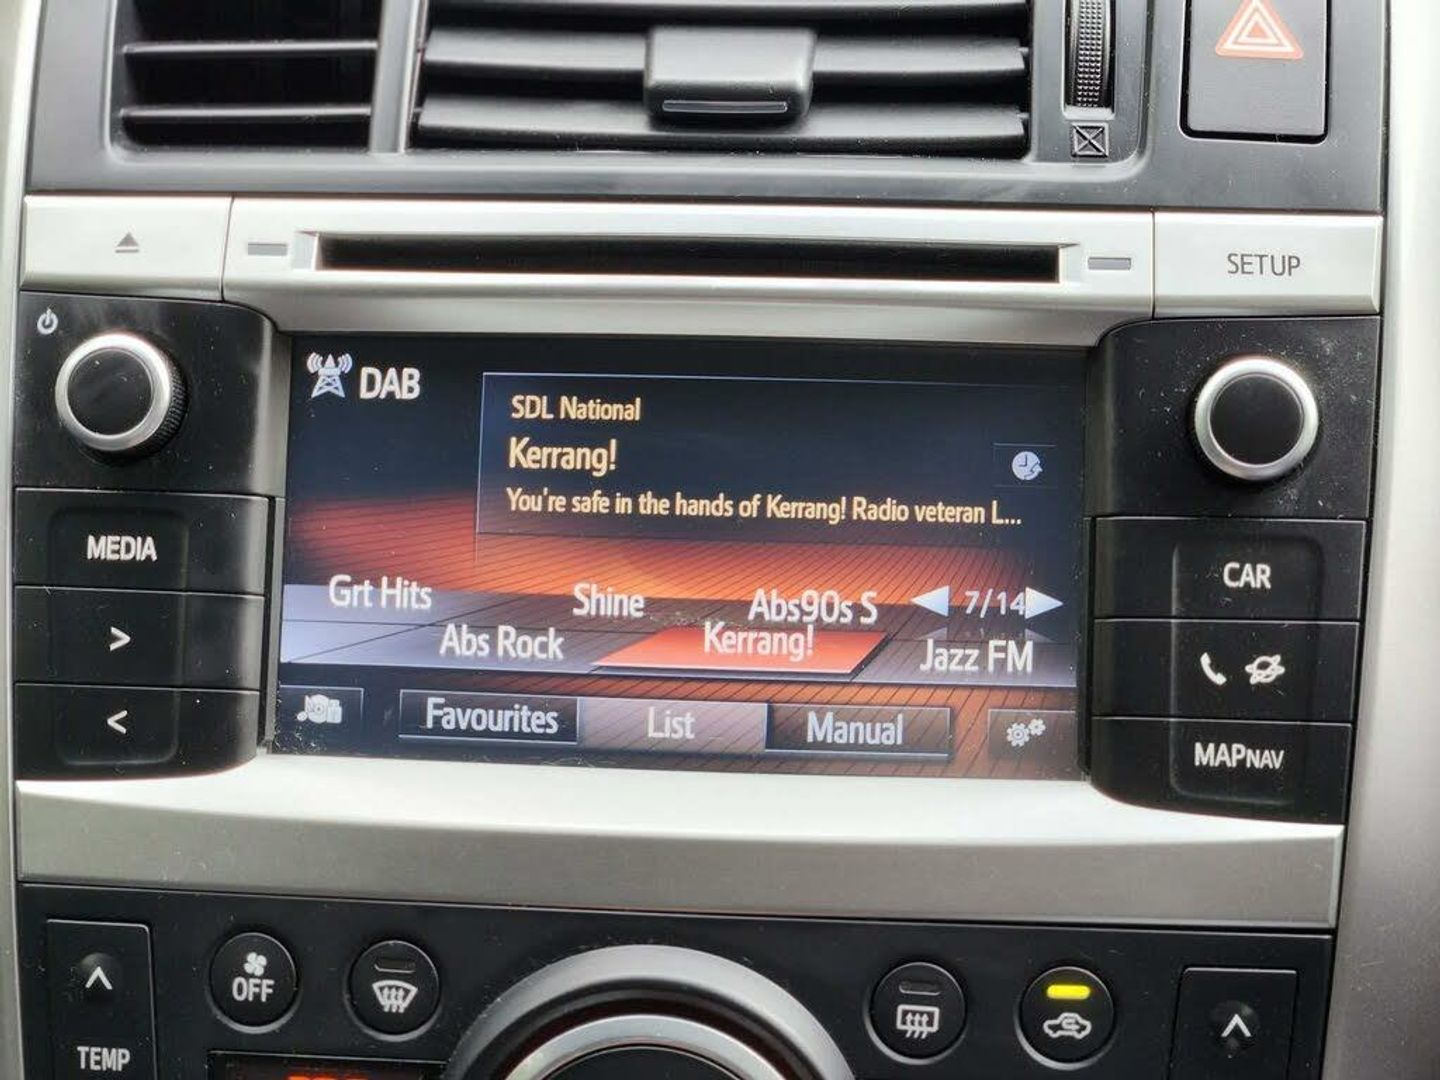 SETUP
DAB
SDL National
Kerrang!
You're safe in the hands of Kerrang! Radio veteran L...
MEDIA
CAR
Grt Hits Shine Abs90s S 7/14
Abs Rock Kerrang! Jazz FM
>
<
Favourites List Manual
MAPNAV
OFF
TEMP